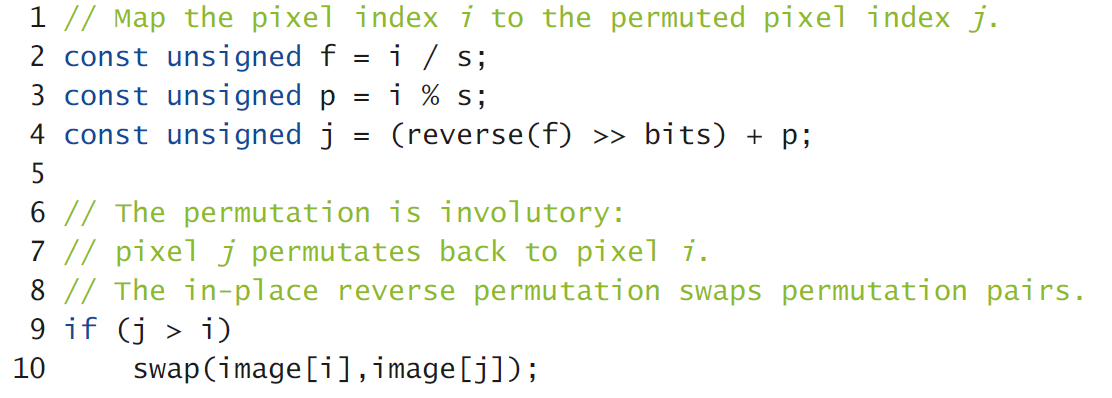 1 // Map the pixel index i to the permuted pixel index j.
2 const unsigned f = i / s;
3 const unsigned p = i % s;
4 const unsigned j = (reverse(f) >> bits) + p;
5
6 // The permutation is involutory:
7 // pixel j permutates back to pixel i.
8 // The in-place reverse permutation swaps permutation pairs.
9 if (j > i)
10 swap(image[i],image[j]);